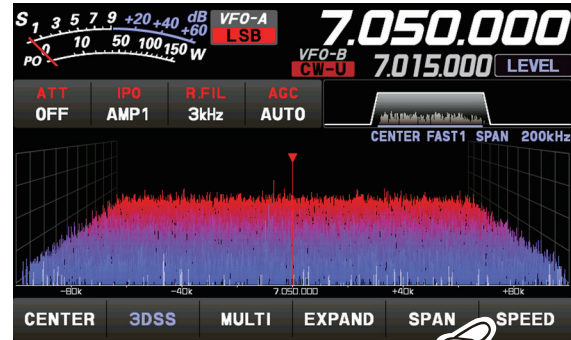 S 1 3 5 7 9 +20 +40 +60 dB
VFO-A
LSB
7.050.000
PO 0 10 50 100 150 W
VFO-B
CW-U
7.015.000
LEVEL
ATT IPO R.FIL AGC
OFF AMP1 3kHz AUTO
CENTER FAST1 SPAN 200kHz
-80k -40k 7.050.000 +40k +80k
CENTER 3DSS MULTI EXPAND SPAN SPEED